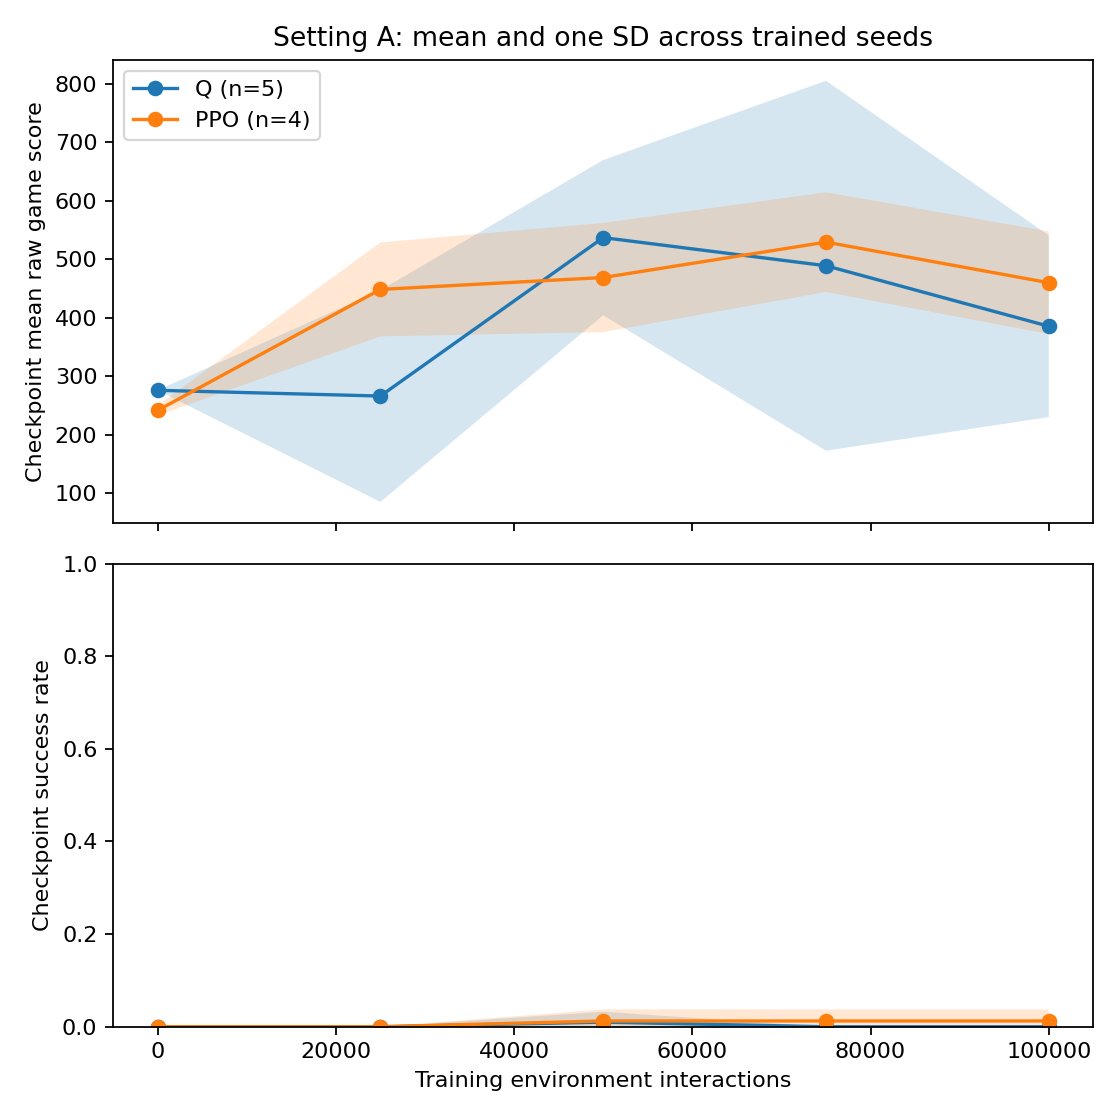 Setting A: mean and one SD across trained seeds
Q (n=5)
PPO (n=4)
Checkpoint mean raw game score
800
700
600
500
400
300
200
100
Checkpoint success rate
1.0
0.8
0.6
0.4
0.2
0.0
0 20000 40000 60000 80000 100000
Training environment interactions